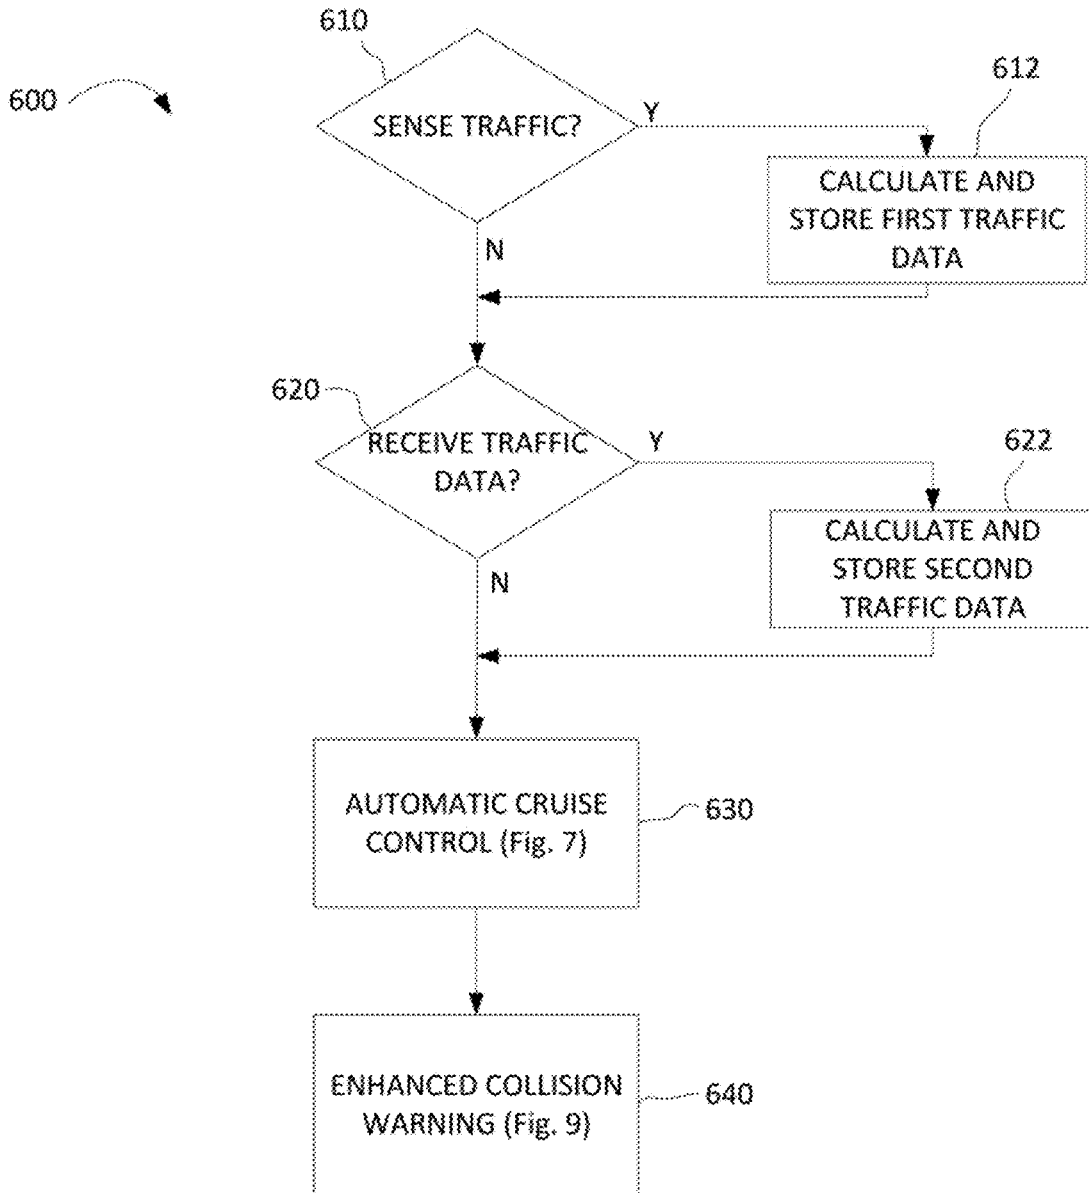 610
600
SENSE TRAFFIC?
Y
612
CALCULATE AND
STORE FIRST TRAFFIC
DATA
N
620
RECEIVE TRAFFIC
DATA?
Y
622
CALCULATE AND
STORE SECOND
TRAFFIC DATA
N
AUTOMATIC CRUISE
CONTROL (Fig. 7)
630
ENHANCED COLLISION
WARNING (Fig. 9)
640